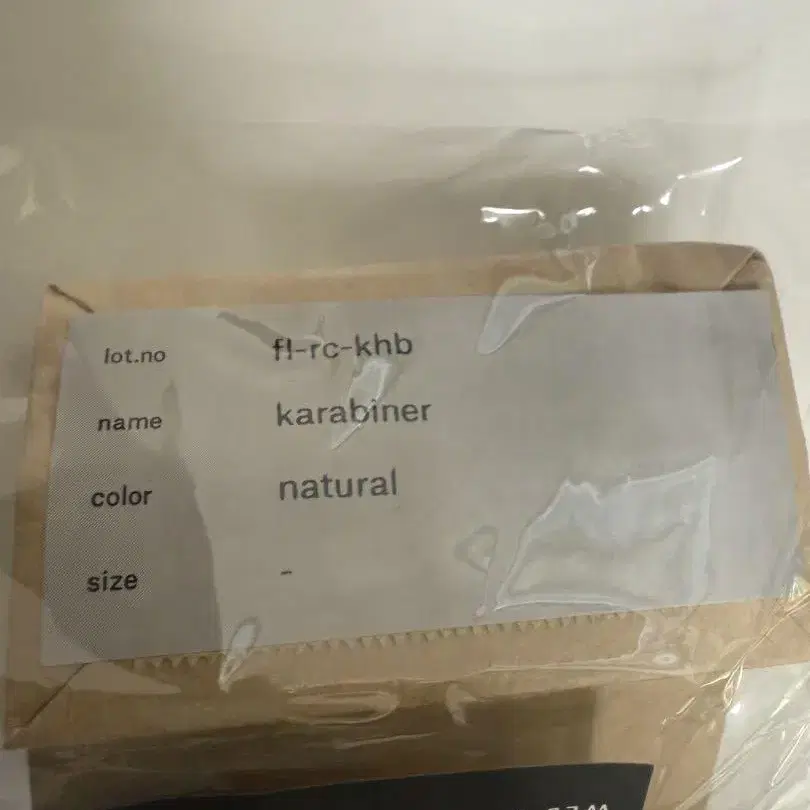 lot.no fl-rc-khb
name karabiner
color natural
size -